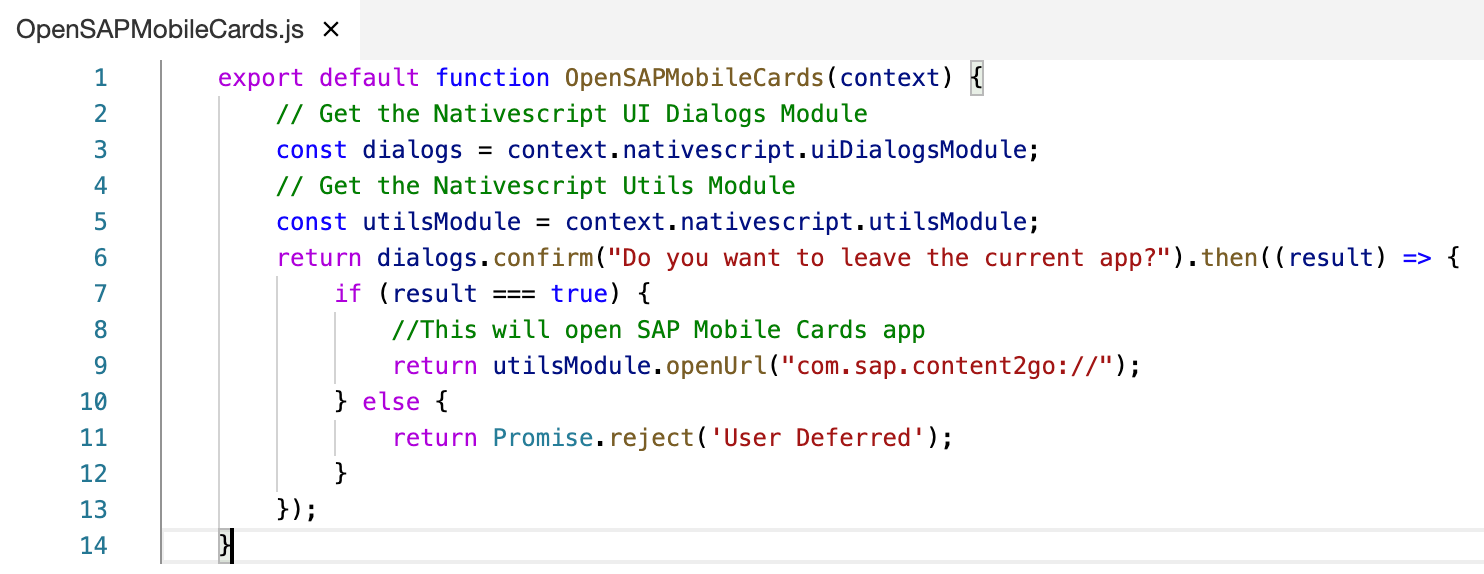 OpenSAPMobileCards.js ×
1 export default function OpenSAPMobileCards(context) {
2 // Get the Nativescript UI Dialogs Module
3 const dialogs = context.nativescript.uiDialogsModule;
4 // Get the Nativescript Utils Module
5 const utilsModule = context.nativescript.utilsModule;
6 return dialogs.confirm("Do you want to leave the current app?").then((result) => {
7 if (result === true) {
8 //This will open SAP Mobile Cards app
9 return utilsModule.openUrl("com.sap.content2go://");
10 } else {
11 return Promise.reject('User Deferred');
12 }
13 });
14 }